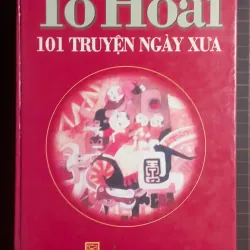 Tô Hoài
101 TRUYỆN NGÀY XƯA